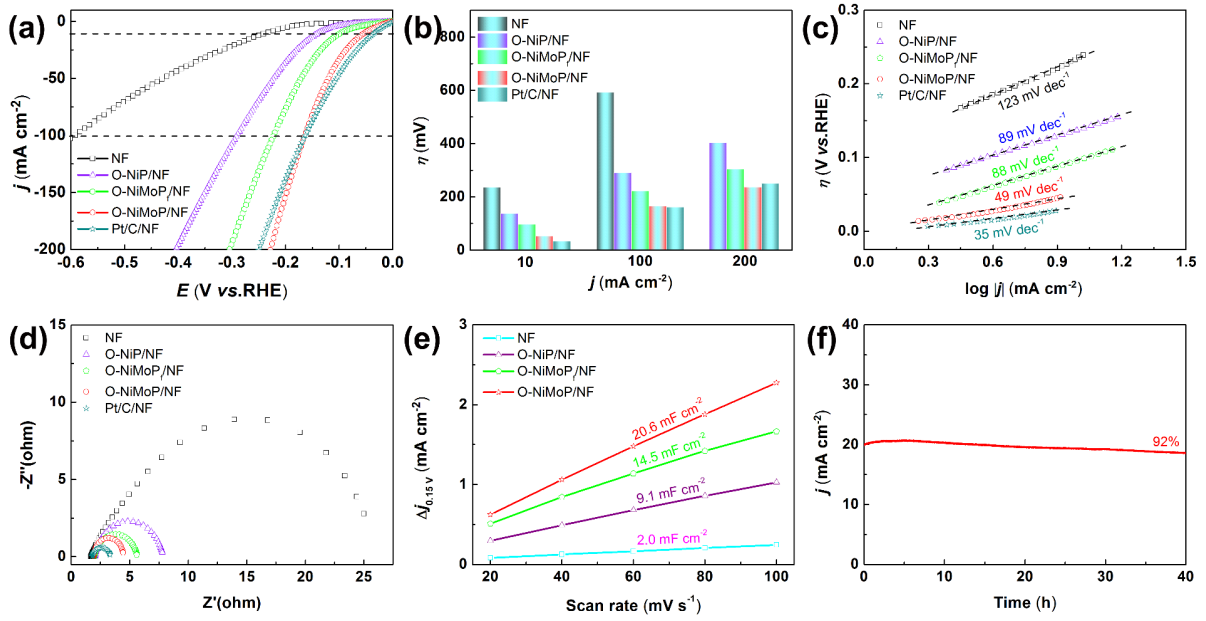 (a)
0
-50
-100
-150
-200
j (mA cm⁻²)
NF
O-NiP/NF
O-NiMoPf/NF
O-NiMoP/NF
Pt/C/NF
-0.6 -0.5 -0.4 -0.3 -0.2 -0.1 0.0
E (V vs.RHE)
(b)
800
600
400
200
0
η (mV)
NF
O-NiP/NF
O-NiMoPf/NF
O-NiMoP/NF
Pt/C/NF
10 100 200
j (mA cm⁻²)
(c)
0.3
0.2
0.1
0.0
η (V vs.RHE)
NF
O-NiP/NF
O-NiMoPf/NF
O-NiMoP/NF
Pt/C/NF
123 mV dec⁻¹
89 mV dec⁻¹
88 mV dec⁻¹
49 mV dec⁻¹
35 mV dec⁻¹
0.0 0.3 0.6 0.9 1.2 1.5
log |j| (mA cm⁻²)
(d)
15
10
5
0
-Z''(ohm)
NF
O-NiP/NF
O-NiMoPf/NF
O-NiMoP/NF
Pt/C/NF
0 5 10 15 20 25
Z'(ohm)
(e)
3
2
1
0
Δj0.15 V (mA cm⁻²)
NF
O-NiP/NF
O-NiMoPf/NF
O-NiMoP/NF
20.6 mF cm⁻²
14.5 mF cm⁻²
9.1 mF cm⁻²
2.0 mF cm⁻²
20 40 60 80 100
Scan rate (mV s⁻¹)
(f)
40
30
20
10
0
j (mA cm⁻²)
92%
0 10 20 30 40
Time (h)